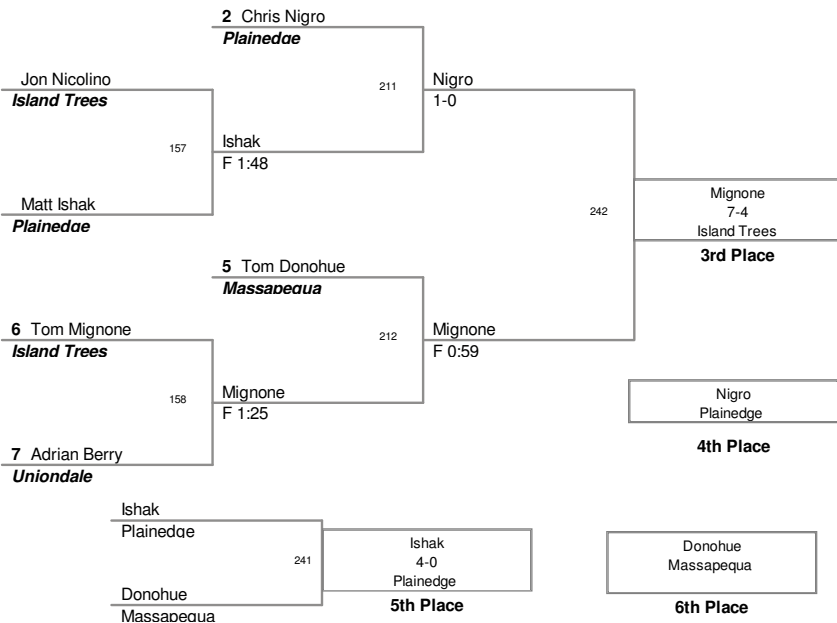 2 Chris Nigro
Plainedge
Jon Nicolino
Island Trees
211
Nigro
1-0
157
Ishak
F 1:48
Matt Ishak
Plainedge
242
Mignone
7-4
Island Trees
3rd Place
5 Tom Donohue
Massapequa
6 Tom Mignone
Island Trees
212
Mignone
F 0:59
158
Mignone
F 1:25
Nigro
Plainedge
4th Place
7 Adrian Berry
Uniondale
Ishak
Plainedge
241
Ishak
4-0
Plainedge
5th Place
Donohue
Massapequa
Donohue
Massapequa
6th Place